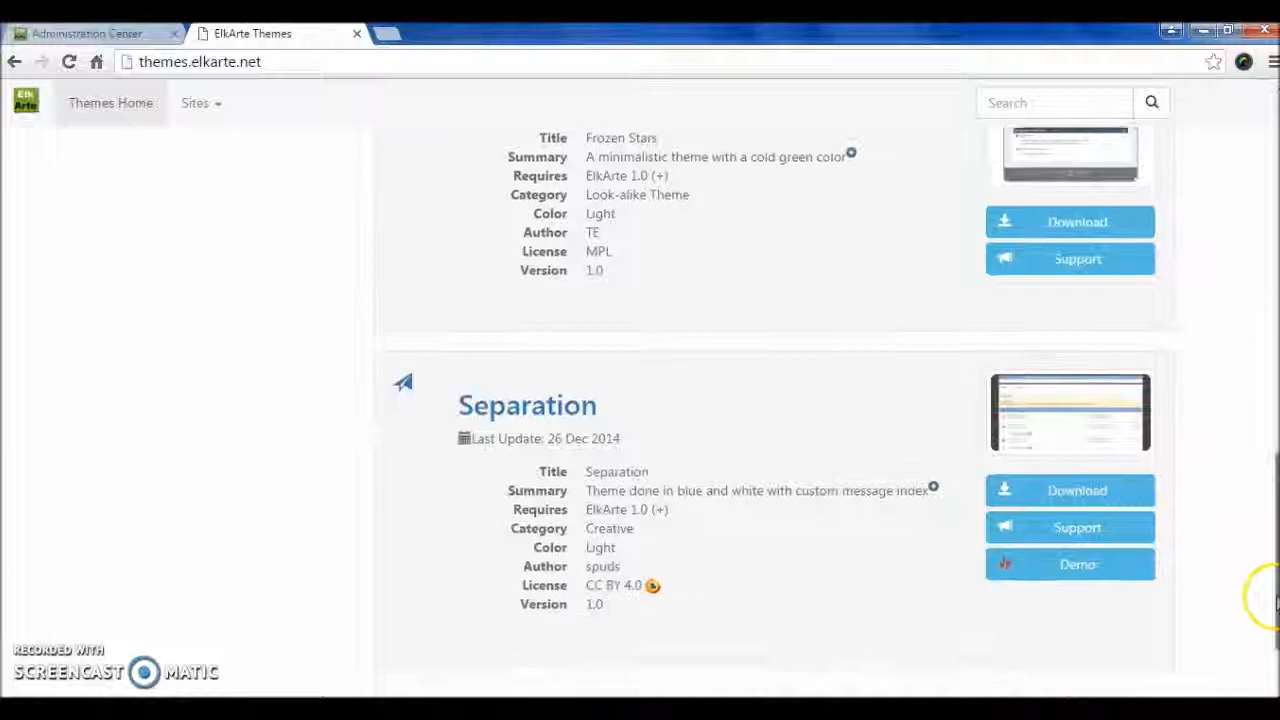 Administration Center
ElkArte Themes
themes.elkarte.net
Elk
Arte
Themes Home
Sites
Search
Title Frozen Stars
Summary A minimalistic theme with a cold green color
Requires ElkArte 1.0 (+)
Category Look-alike Theme
Color Light
Author TE
License MPL
Version 1.0
Download
Support
Separation
Last Update: 26 Dec 2014
Title Separation
Summary Theme done in blue and white with custom message index
Requires ElkArte 1.0 (+)
Category Creative
Color Light
Author spuds
License CC BY 4.0
Version 1.0
Download
Support
Demo
RECORDED WITH
SCREENCAST MATIC